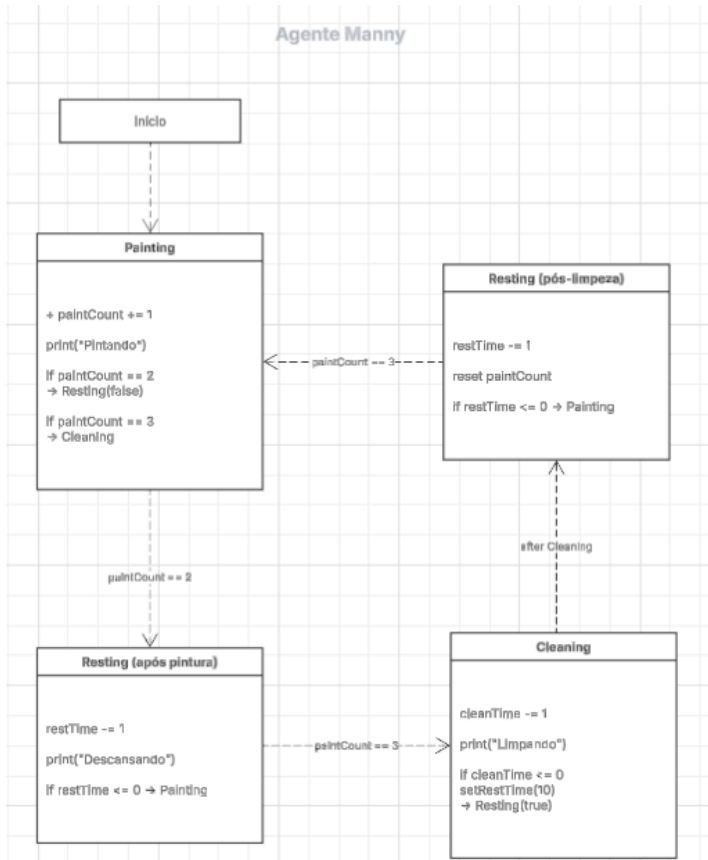 Agente Manny
Início
Painting
+ paintCount += 1
print("Pintando")
if paintCount == 2
→ Resting(false)
if paintCount == 3
→ Cleaning
Resting (pós-limpeza)
restTime -= 1
reset paintCount
if restTime <= 0 → Painting
paintCount == 3
paintCount == 2
after Cleaning
Resting (após pintura)
restTime -= 1
print("Descansando")
if restTime <= 0 → Painting
paintCount == 3
Cleaning
cleanTime -= 1
print("Limpando")
if cleanTime <= 0
setRestTime(10)
→ Resting(true)